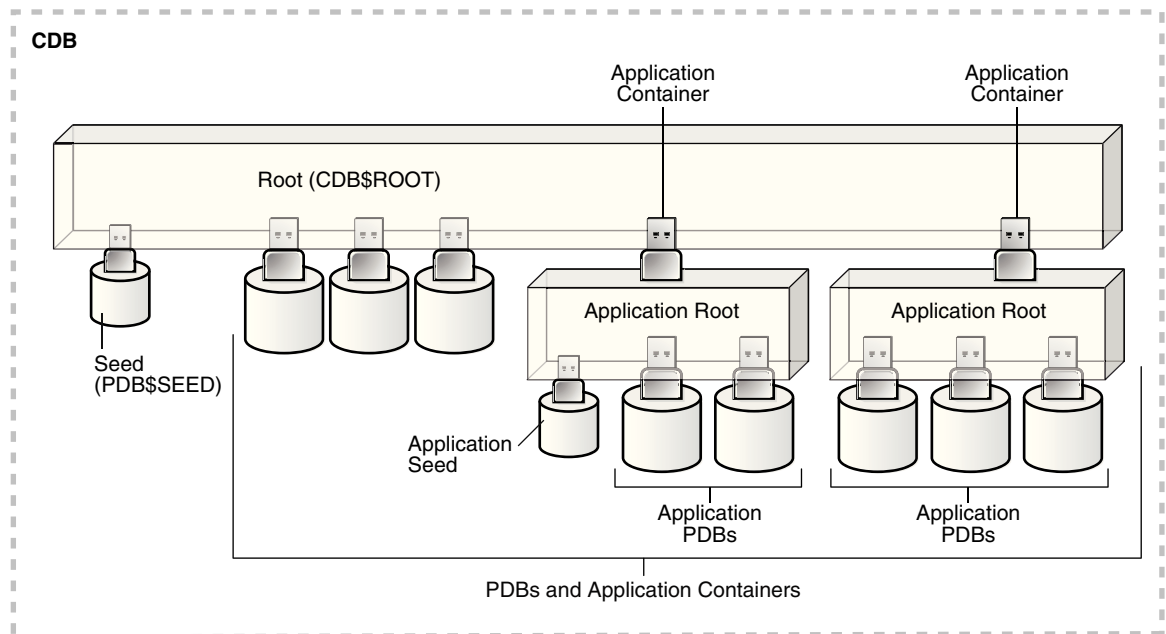 CDB
Application
Container
Application
Container
Root (CDB$ROOT)
Application Root
Application Root
Seed
(PDB$SEED)
Application
Seed
Application
PDBs
Application
PDBs
PDBs and Application Containers